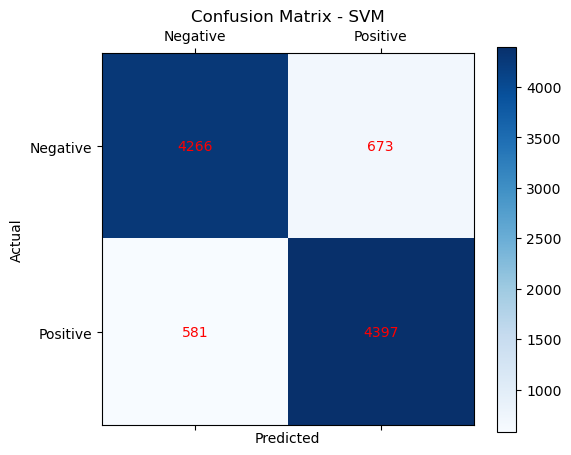 Confusion Matrix - SVM
Negative Positive
4000
Negative 4266 673
3500
3000
Actual
2500
2000
Positive 581 4397
1500
1000
Predicted